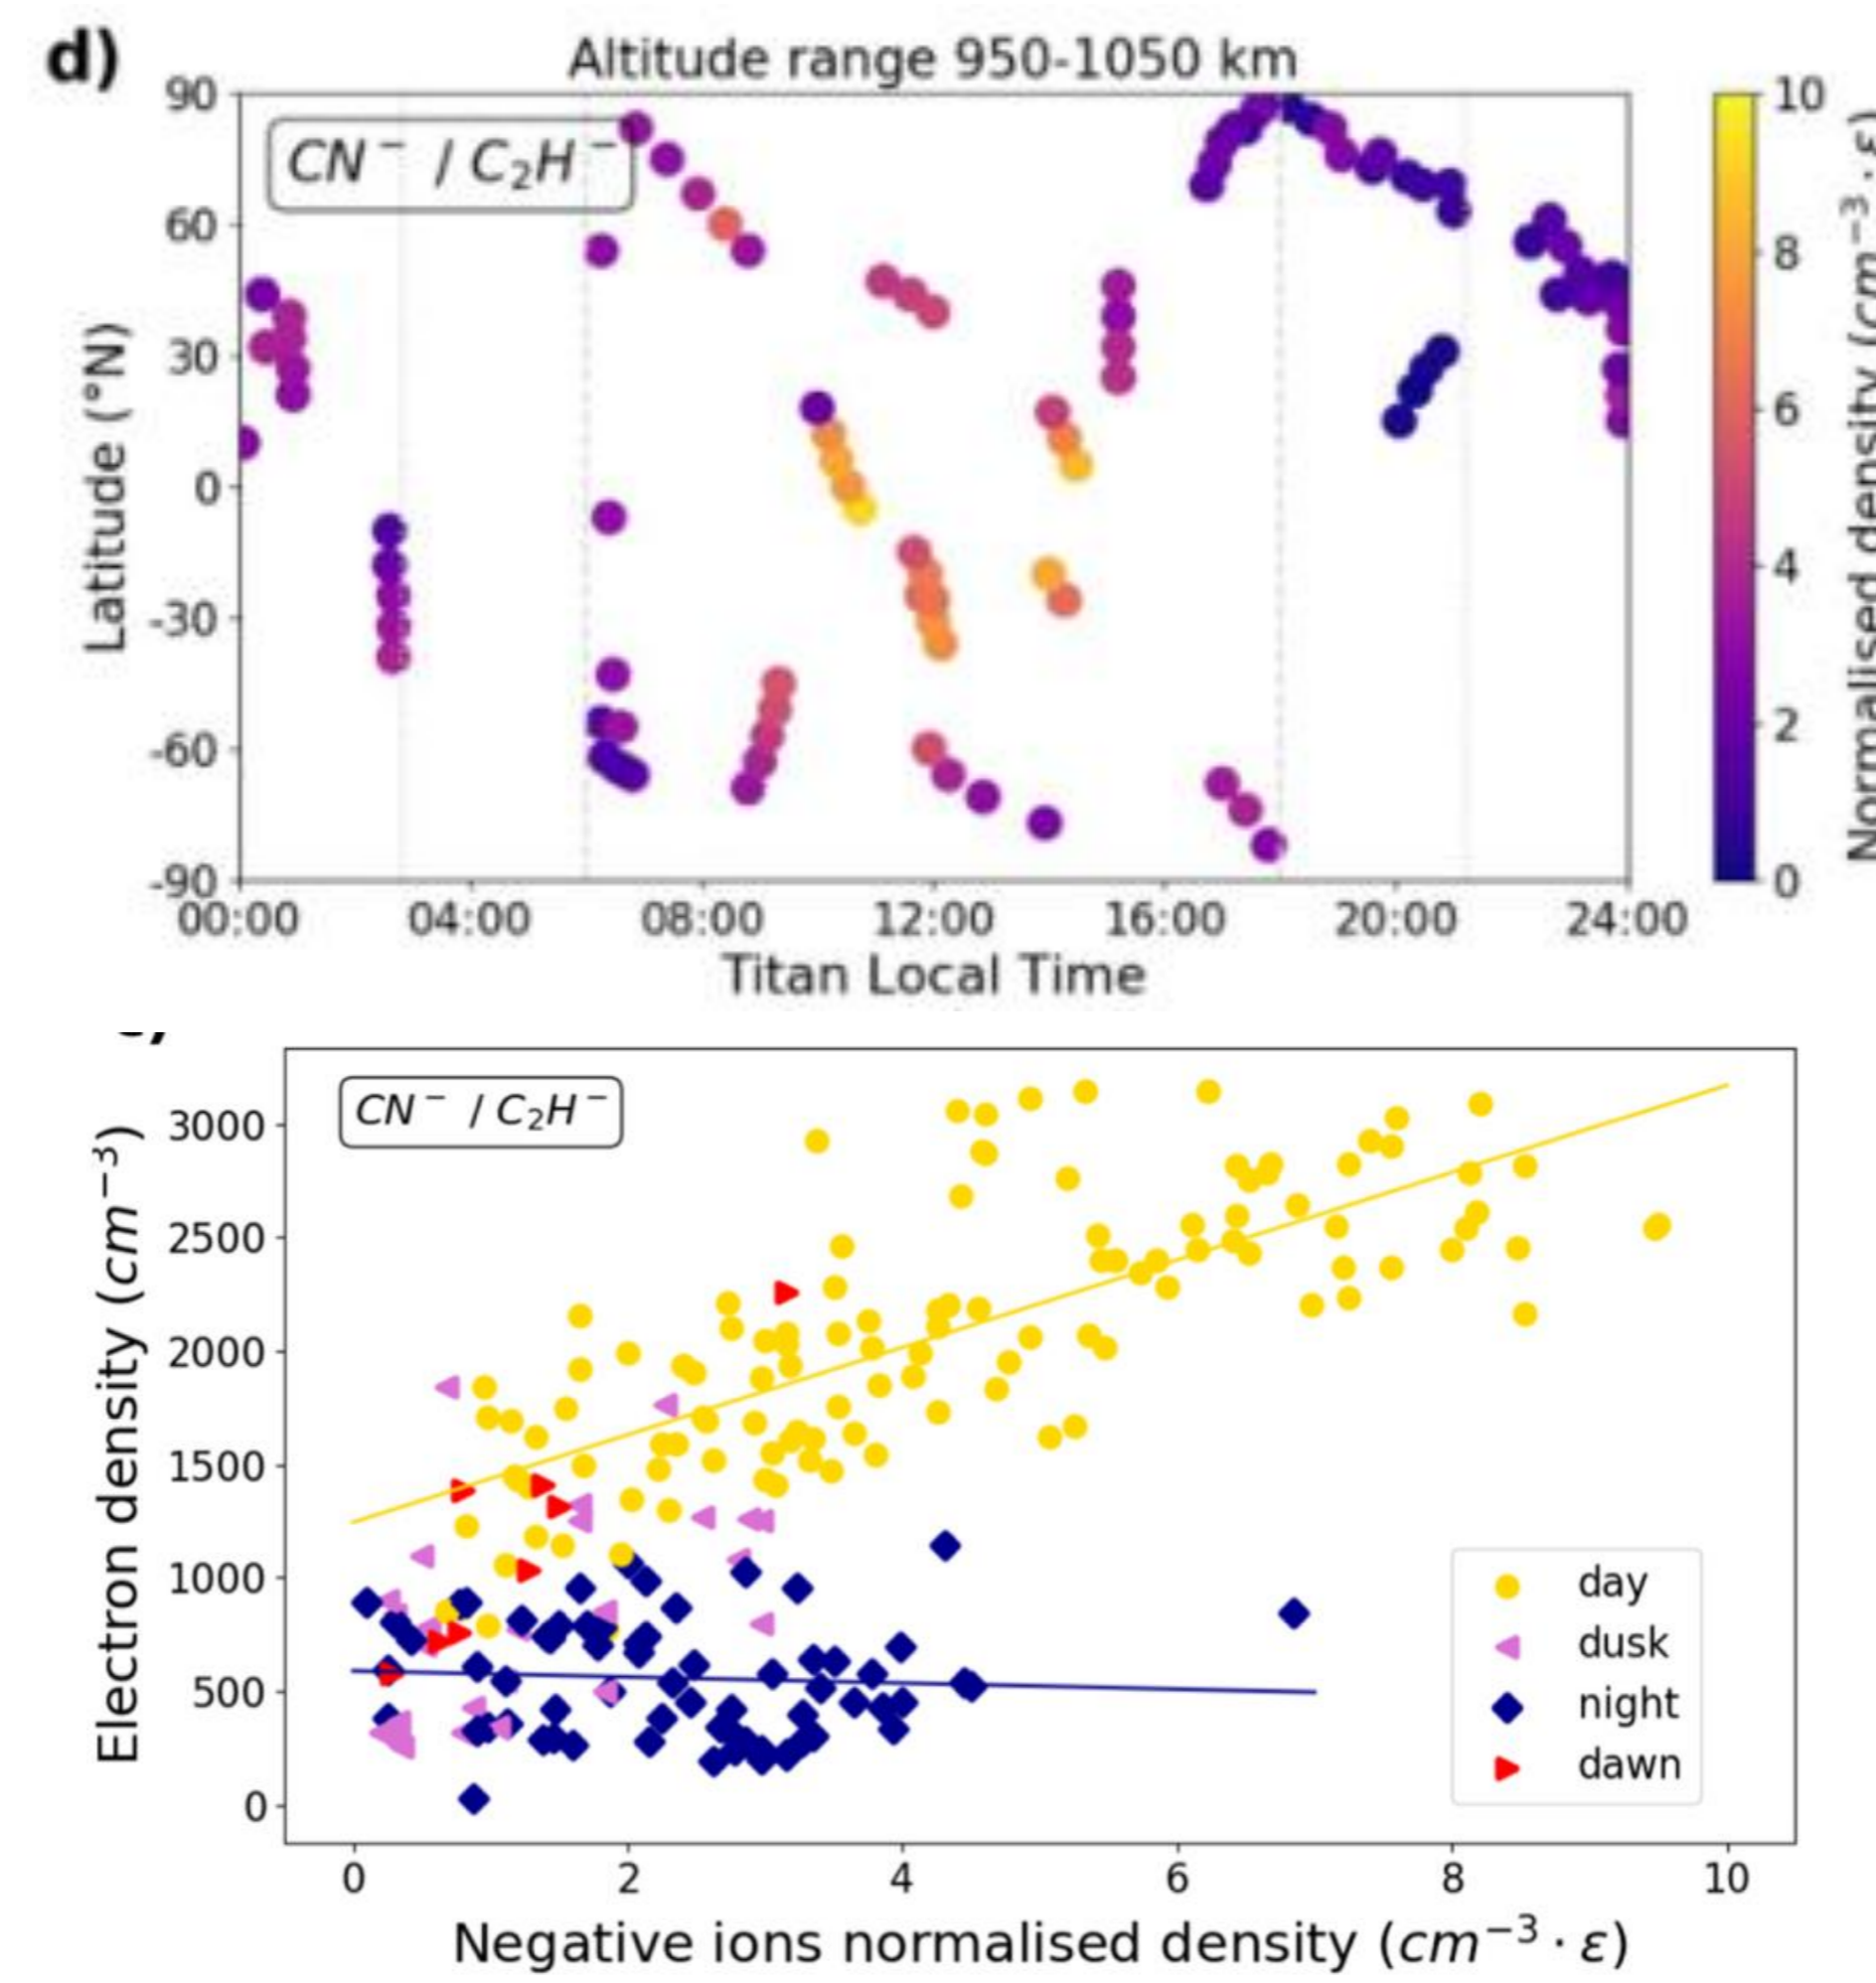 d)
Altitude range 950-1050 km
CN⁻ / C₂H⁻
90
60
30
0
-30
-60
-90
Latitude (°N)
00:00 04:00 08:00 12:00 16:00 20:00 24:00
Titan Local Time
10
8
6
4
2
0
Normalised density (cm⁻³ · ε)
CN⁻ / C₂H⁻
3000
2500
2000
1500
1000
500
0
Electron density (cm⁻³)
day
dusk
night
dawn
0 2 4 6 8 10
Negative ions normalised density (cm⁻³ · ε)